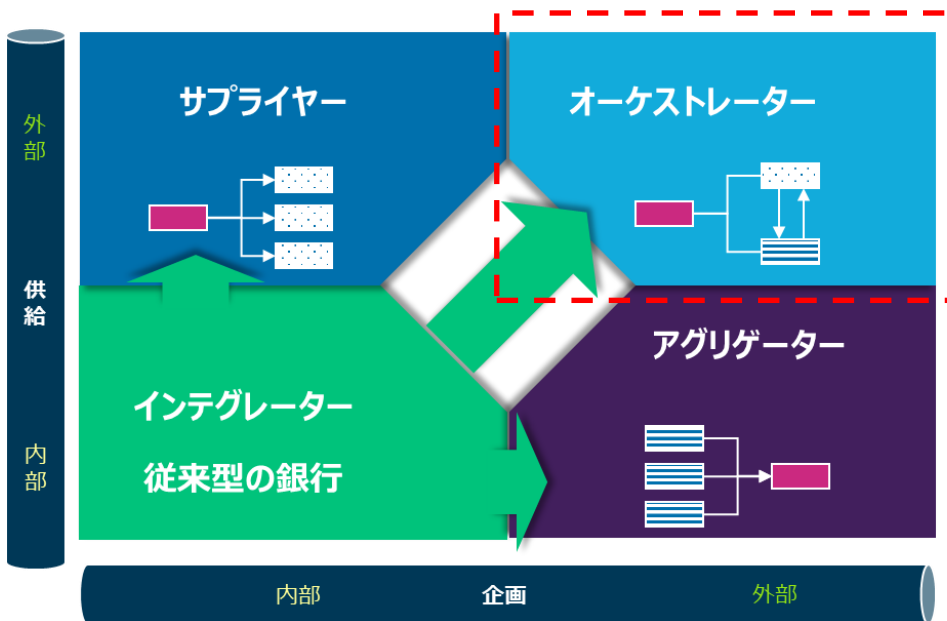 サプライヤー
オーケストレーター
外部
供給
内部
インテグレーター
従来型の銀行
アグリゲーター
内部
企画
外部